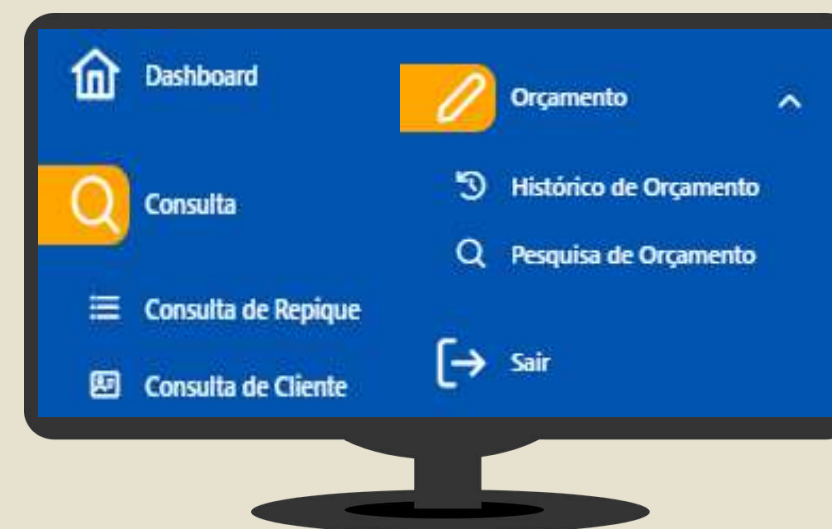 Dashboard
Consulta
Consulta de Repique
Consulta de Cliente
Orçamento
Histórico de Orçamento
Pesquisa de Orçamento
Sair